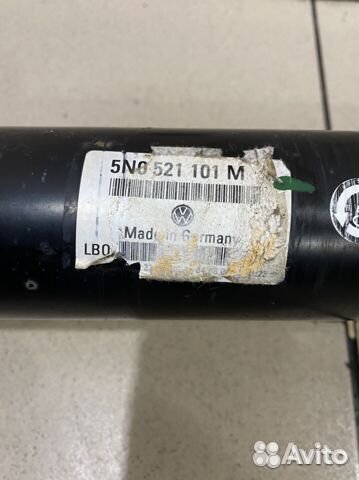 5N0 521 101 M
Made in Germany
LBO
Avito